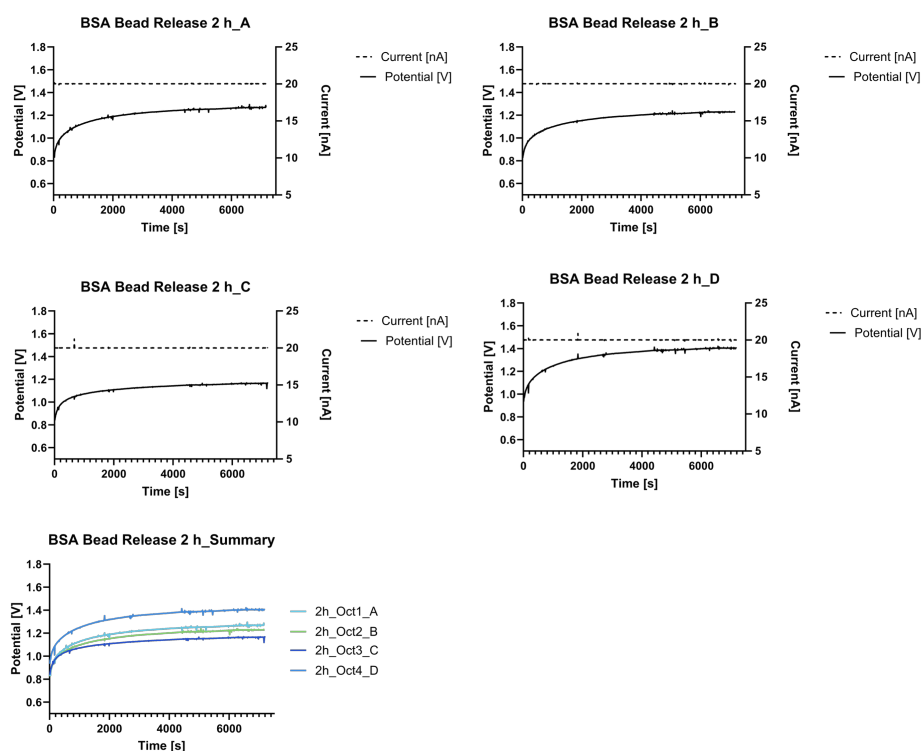 BSA Bead Release 2 h_A
1.8
1.6
1.4
1.2
1.0
0.8
0.6
Potential [V]
25
20
15
10
5
Current [nA]
0
2000
4000
6000
Time [s]
Current [nA]
Potential [V]
BSA Bead Release 2 h_B
1.8
1.6
1.4
1.2
1.0
0.8
0.6
Potential [V]
25
20
15
10
5
Current [nA]
0
2000
4000
6000
Time [s]
Current [nA]
Potential [V]
BSA Bead Release 2 h_C
1.8
1.6
1.4
1.2
1.0
0.8
0.6
Potential [V]
25
20
15
10
5
Current [nA]
0
2000
4000
6000
Time [s]
Current [nA]
Potential [V]
BSA Bead Release 2 h_D
1.8
1.6
1.4
1.2
1.0
0.8
0.6
Potential [V]
25
20
15
10
5
Current [nA]
0
2000
4000
6000
Time [s]
Current [nA]
Potential [V]
BSA Bead Release 2 h_Summary
1.8
1.6
1.4
1.2
1.0
0.8
0.6
Potential [V]
0
2000
4000
6000
Time [s]
2h_Oct1_A
2h_Oct2_B
2h_Oct3_C
2h_Oct4_D